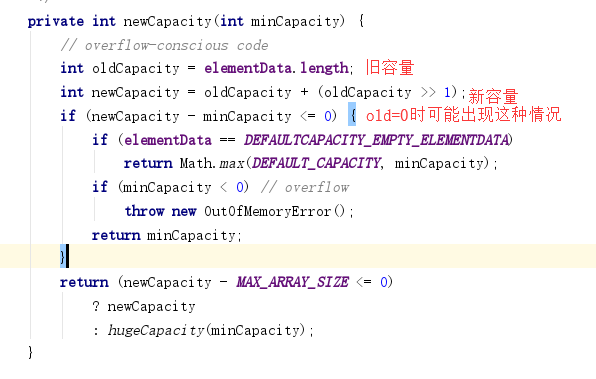 */
private int newCapacity(int minCapacity) {
// overflow-conscious code
int oldCapacity = elementData.length; 旧容量
int newCapacity = oldCapacity + (oldCapacity >> 1);新容量
if (newCapacity - minCapacity <= 0) { old=0时可能出现这种情况
if (elementData == DEFAULTCAPACITY_EMPTY_ELEMENTDATA)
return Math.max(DEFAULT_CAPACITY, minCapacity);
if (minCapacity < 0) // overflow
throw new OutOfMemoryError();
return minCapacity;
}
return (newCapacity - MAX_ARRAY_SIZE <= 0)
? newCapacity
: hugeCapacity(minCapacity);
}